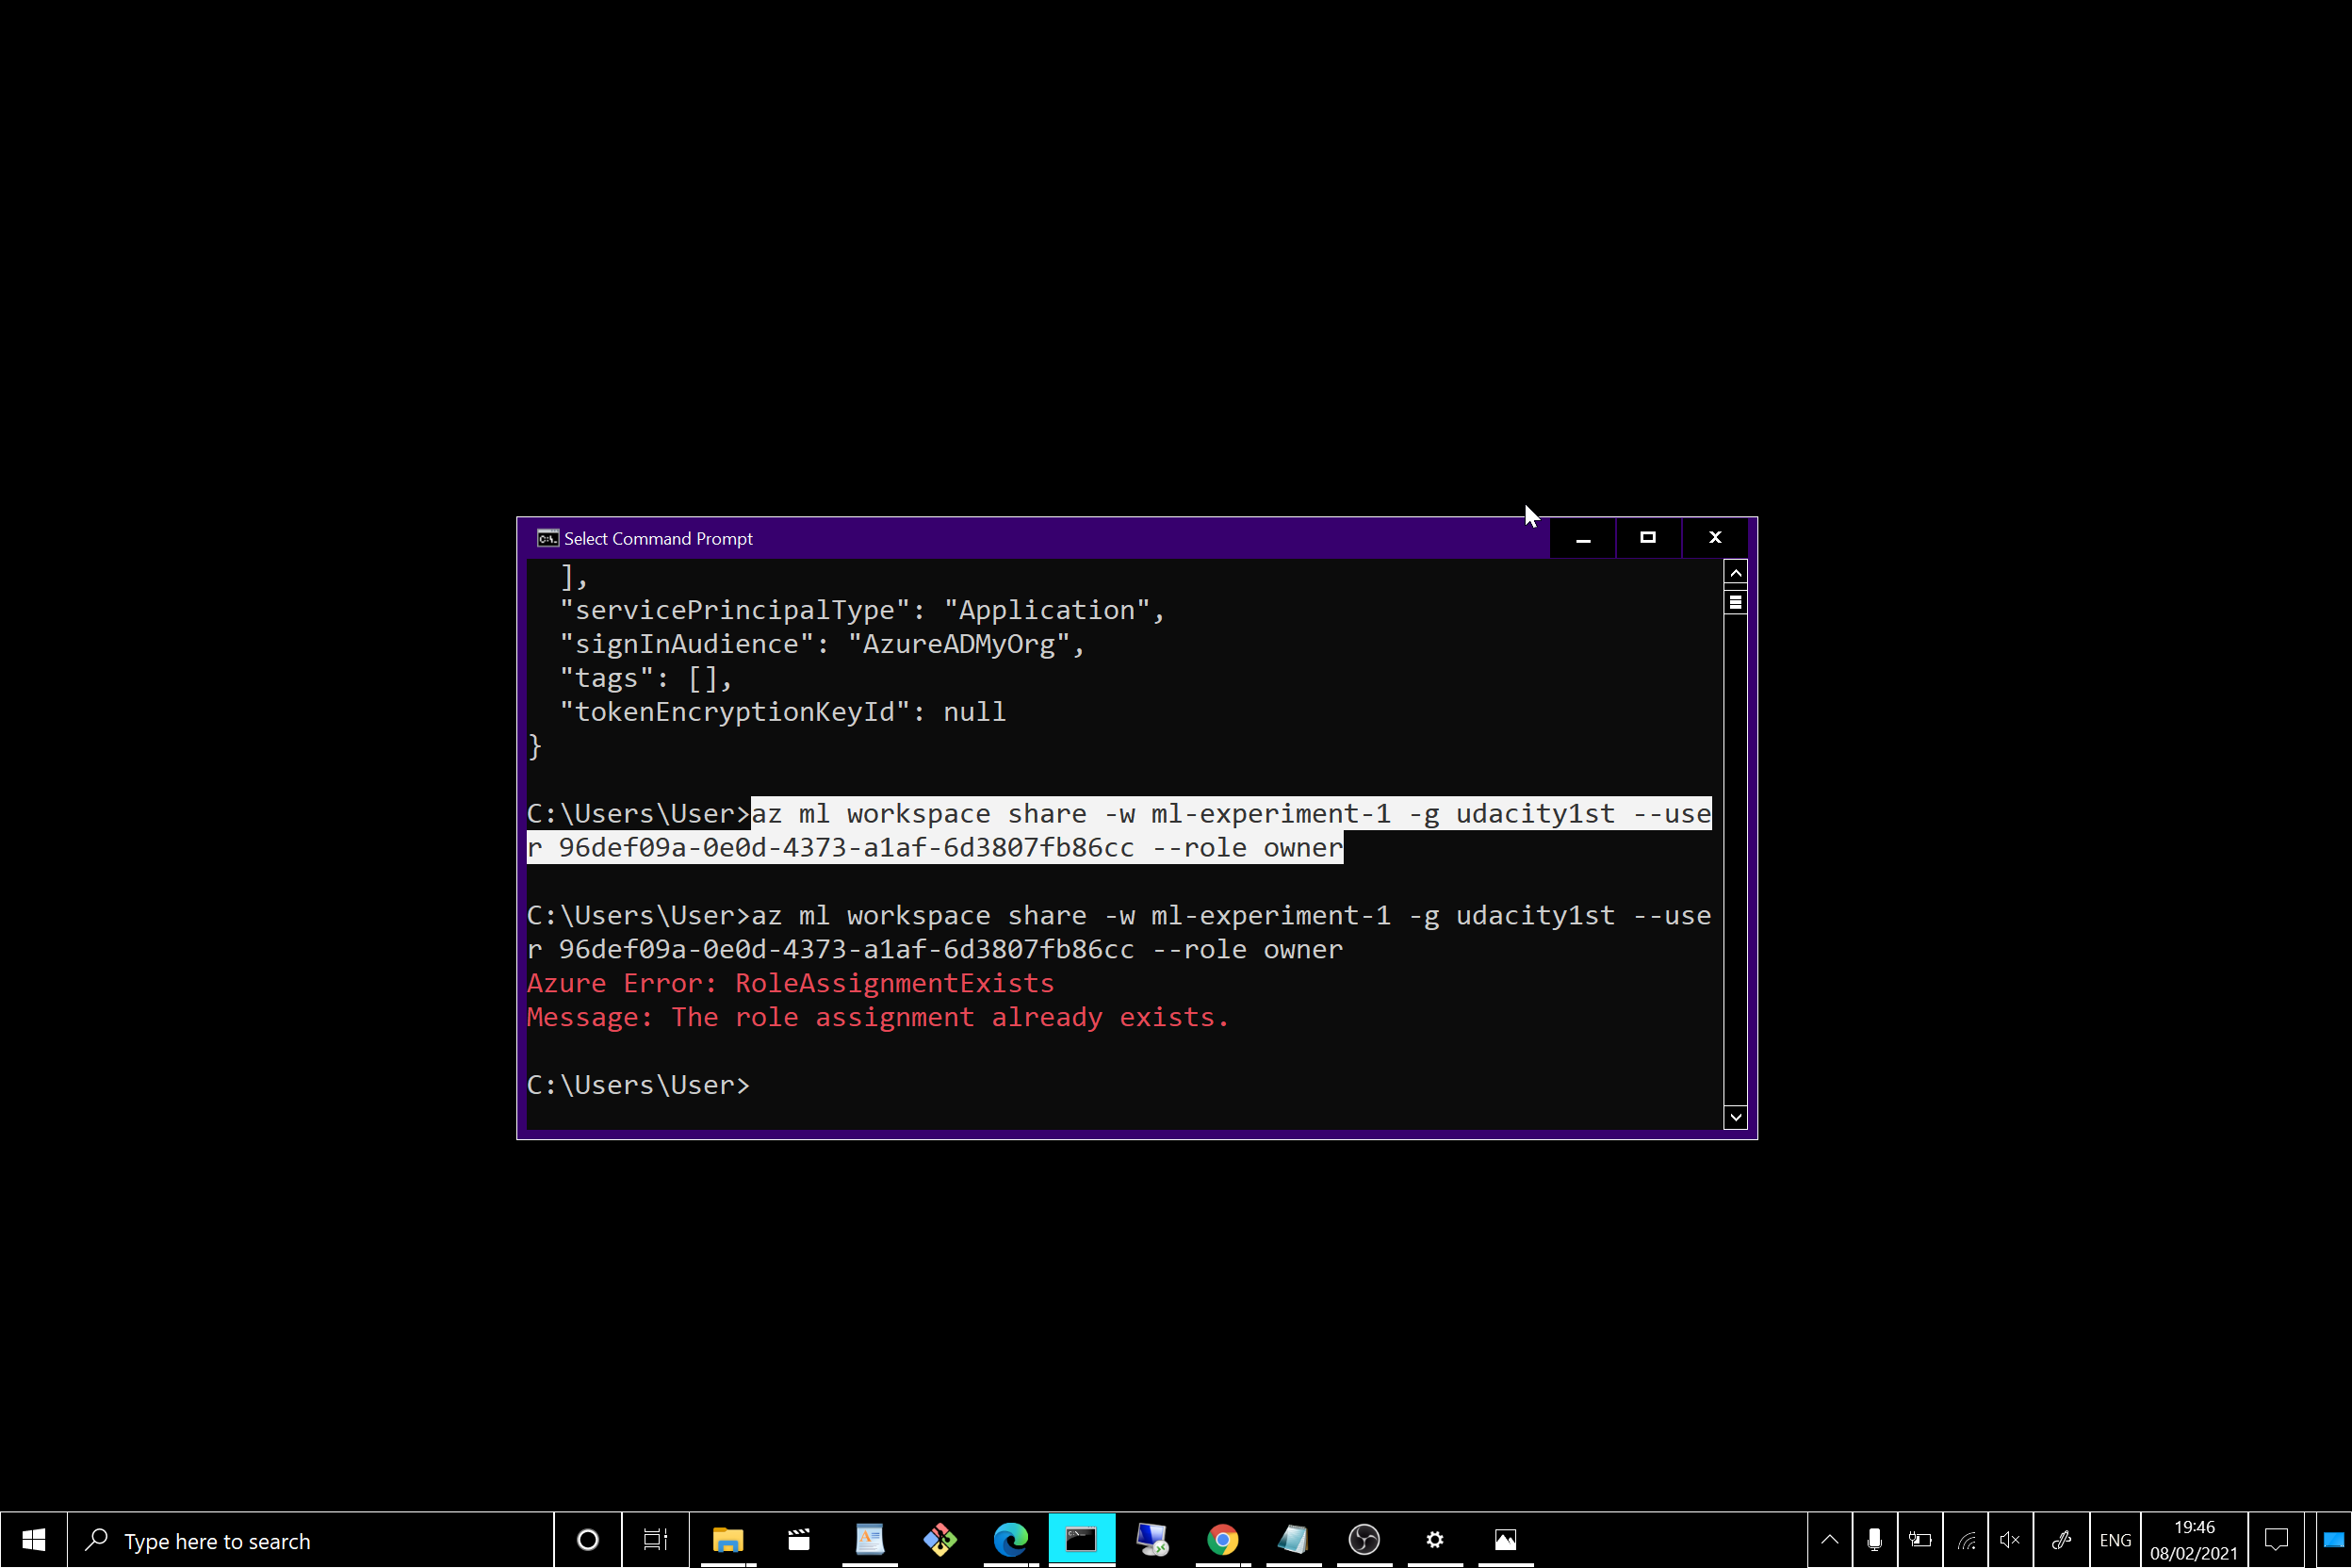 Select Command Prompt
],
"servicePrincipalType": "Application",
"signInAudience": "AzureADMyOrg",
"tags": [],
"tokenEncryptionKeyId": null
}
C:\Users\User>az ml workspace share -w ml-experiment-1 -g udacity1st --use
r 96def09a-0e0d-4373-a1af-6d3807fb86cc --role owner
C:\Users\User>az ml workspace share -w ml-experiment-1 -g udacity1st --use
r 96def09a-0e0d-4373-a1af-6d3807fb86cc --role owner
Azure Error: RoleAssignmentExists
Message: The role assignment already exists.
C:\Users\User>
Type here to search
ENG
19:46
08/02/2021